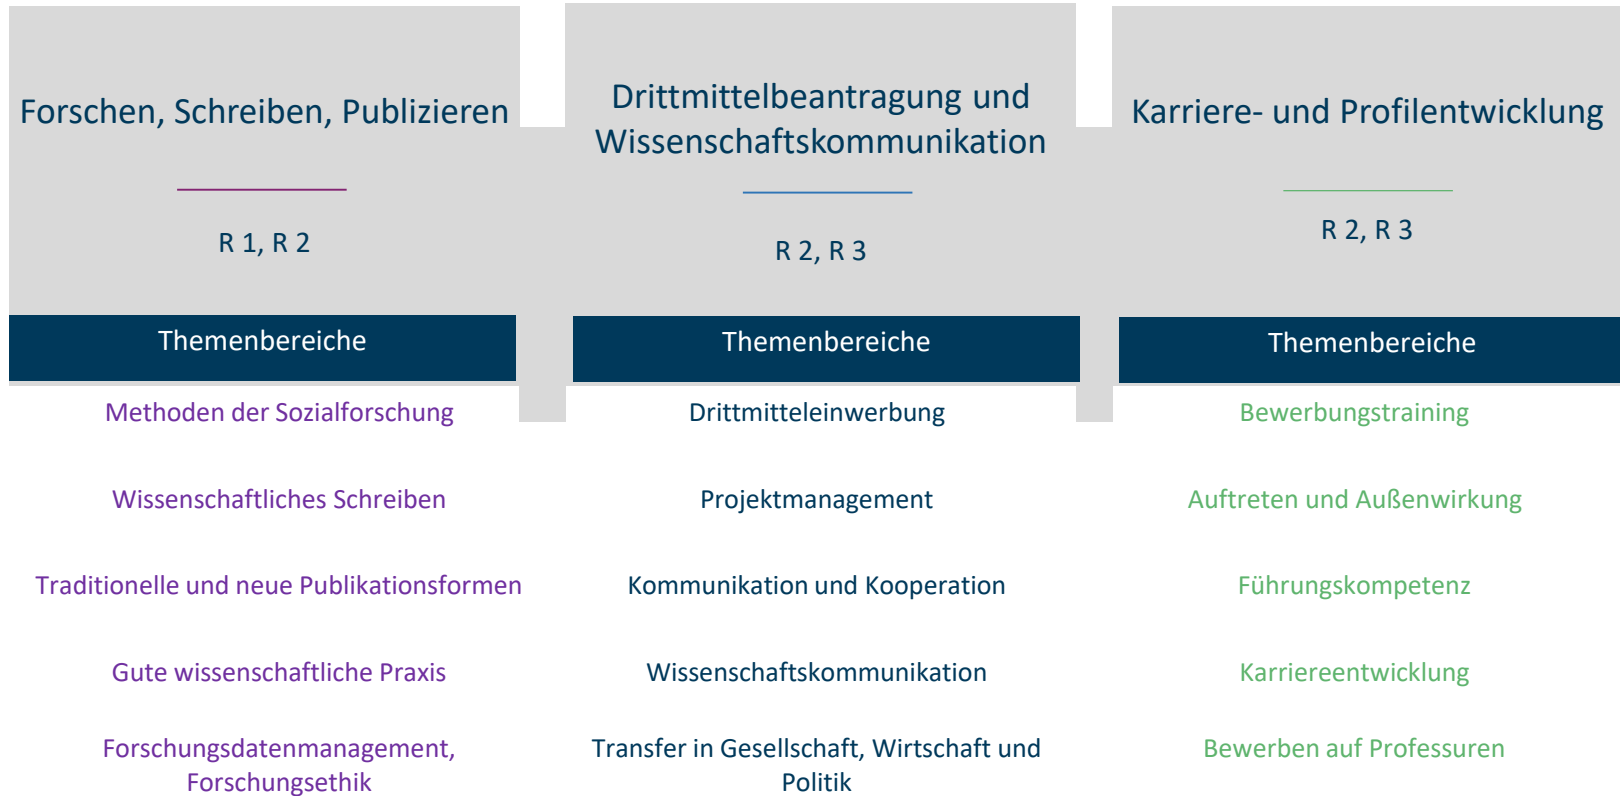 Forschen, Schreiben, Publizieren
R 1, R 2
Themenbereiche
Methoden der Sozialforschung
Wissenschaftliches Schreiben
Traditionelle und neue Publikationsformen
Gute wissenschaftliche Praxis
Forschungsdatenmanagement,
Forschungsethik
Drittmittelbeantragung und
Wissenschaftskommunikation
R 2, R 3
Themenbereiche
Drittmitteleinwerbung
Projektmanagement
Kommunikation und Kooperation
Wissenschaftskommunikation
Transfer in Gesellschaft, Wirtschaft und
Politik
Karriere- und Profilentwicklung
R 2, R 3
Themenbereiche
Bewerbungstraining
Auftreten und Außenwirkung
Führungskompetenz
Karriereentwicklung
Bewerben auf Professuren